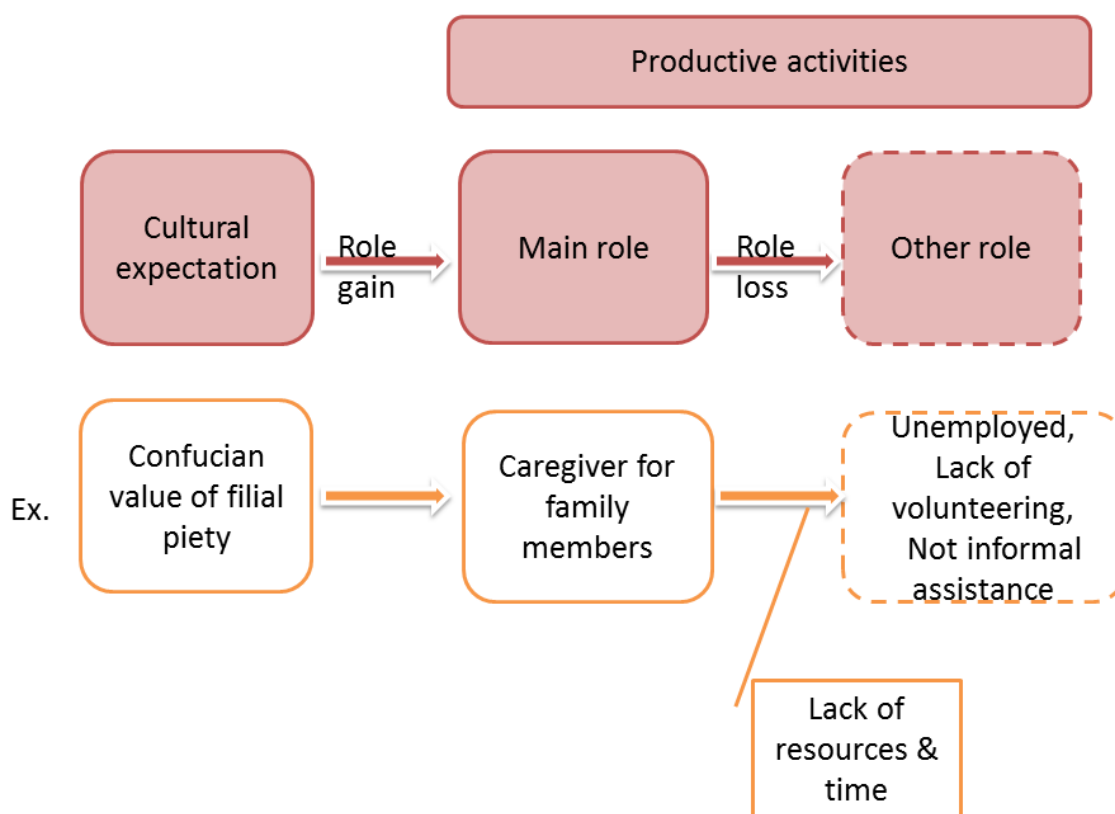 Productive activities
Cultural
expectation
Role
gain
Main role
Role
loss
Other role
Ex.
Confucian
value of filial
piety
Caregiver for
family
members
Unemployed,
Lack of
volunteering,
Not informal
assistance
Lack of
resources &
time